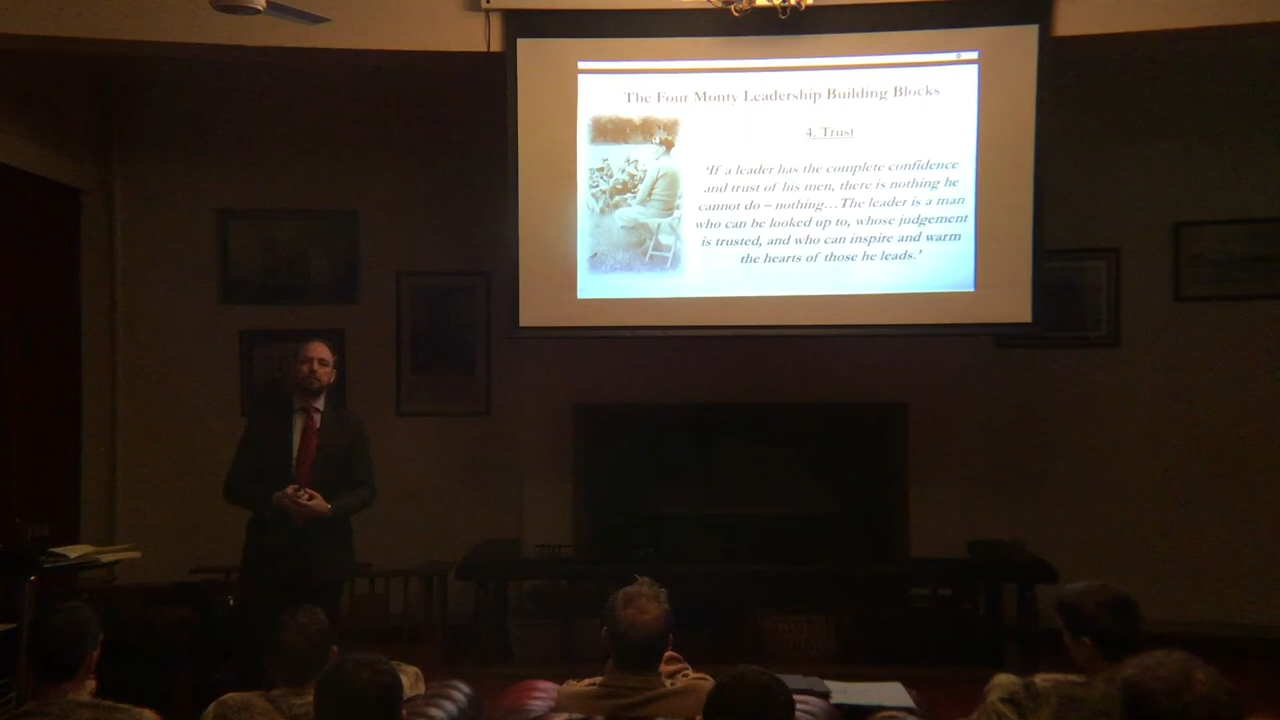 The Four Monty Leadership Building Blocks
4. Trust
'If a leader has the complete confidence
and trust of his men, there is nothing he
cannot do – nothing…The leader is a man
who can be looked up to, whose judgement
is trusted, and who can inspire and warm
the hearts of those he leads.'